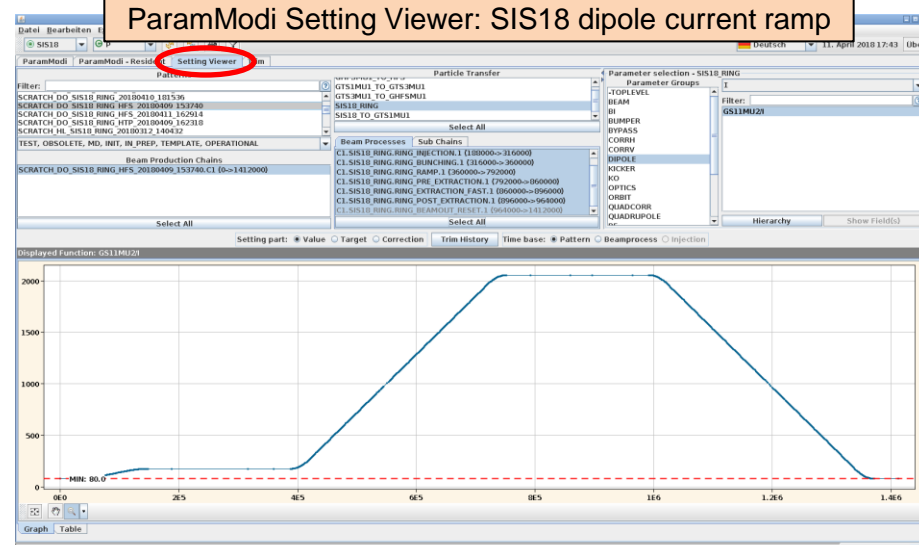 ParamModi Setting Viewer: SIS18 dipole current ramp
Datei Bearbeiten
SIS18
P
Deutsch
11. April 2018 17:43
ParamModi
ParamModi - Resident
Setting Viewer
Filter:
SCRATCH_DO_SIS18_RING_20180410_181536
SCRATCH_DO_SIS18_RING_HFS_20180409_153740
SCRATCH_DO_SIS18_RING_HFS_20180411_162914
SCRATCH_DO_SIS18_RING_HTP_20180409_162318
SCRATCH_HL_SIS18_RING_20180312_140432
TEST, OBSOLETE, MD, INIT, IN_PREP, TEMPLATE, OPERATIONAL
Beam Production Chains
SCRATCH_DO_SIS18_RING_HFS_20180409_153740.C1 (0->1412000)
Select All
Particle Transfer
GTS1MU1_TO_GTS3MU1
GTS3MU1_TO_GHFSMU1
SIS18_RING
SIS18_TO_GTS1MU1
Select All
Beam Processes
Sub Chains
C1.SIS18_RING.RING_INJECTION.1 (188000->316000)
C1.SIS18_RING.RING_BUNCHING.1 (316000->360000)
C1.SIS18_RING.RING_RAMP.1 (360000->792000)
C1.SIS18_RING.RING_PRE_EXTRACTION.1 (792000->860000)
C1.SIS18_RING.RING_EXTRACTION_FAST.1 (860000->896000)
C1.SIS18_RING.RING_POST_EXTRACTION.1 (896000->964000)
C1.SIS18_RING.BEAMOUT_RESET.1 (964000->1412000)
Select All
Parameter selection - SIS18_RING
Parameter Groups
-TOPLEVEL
BEAM
BI
BUMPER
BYPASS
CORRH
CORRV
DIPOLE
KICKER
KO
OPTICS
ORBIT
QUADCORR
QUADRUPOLE
I
Filter:
GS11MU2/I
Hierarchy
Show Field(s)
Setting part: Value Target Correction Trim History Time base: Pattern Beamprocess Injection
Displayed Function: GS11MU2/I
2000
1500
1000
500
0
MIN: 80.0
0E0 2E5 4E5 6E5 8E5 1E6 1.2E6 1.4E6
Graph Table